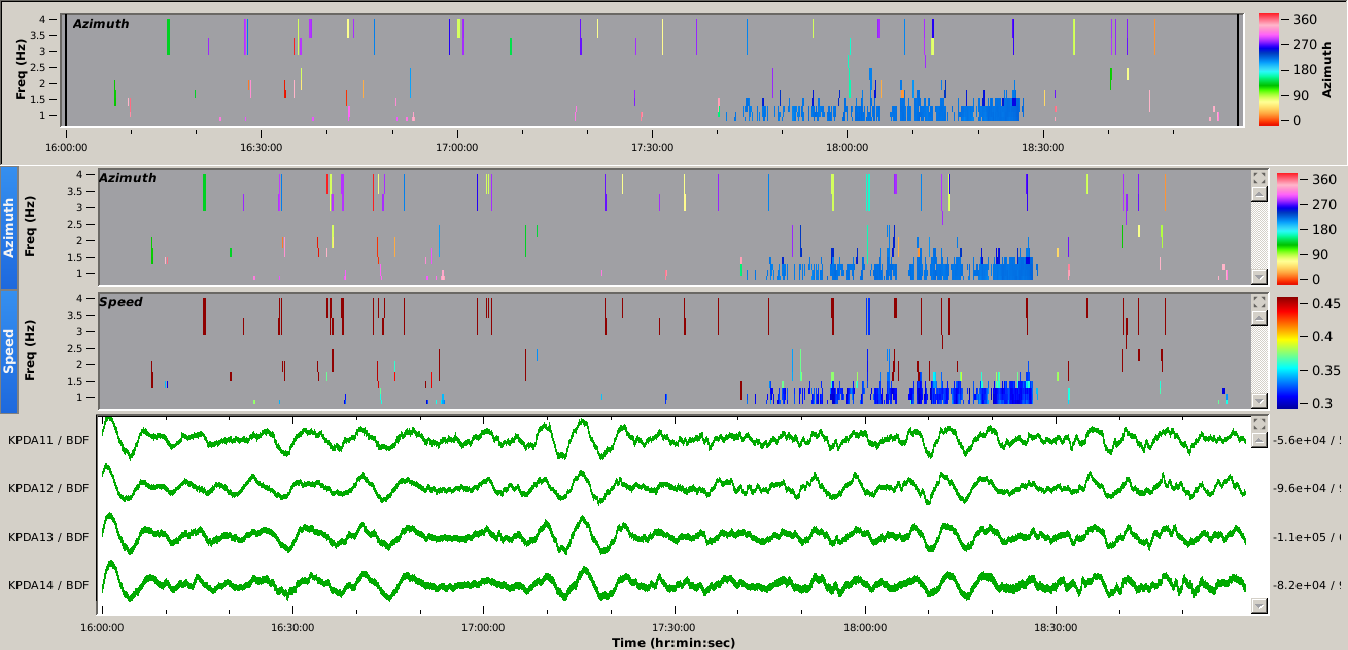 Azimuth
Freq (Hz)
4
3.5
3
2.5
2
1.5
1
360
270
180
90
0
Azimuth
16:00:00 16:30:00 17:00:00 17:30:00 18:00:00 18:30:00
Azimuth
Freq (Hz)
Azimuth
4
3.5
3
2.5
2
1.5
1
360
270
180
90
0
Speed
Freq (Hz)
Speed
4
3.5
3
2.5
2
1.5
1
0.45
0.4
0.35
0.3
KPDA11 / BDF -5.6e+04 /
KPDA12 / BDF -9.6e+04 /
KPDA13 / BDF -1.1e+05 /
KPDA14 / BDF -8.2e+04 /
16:00:00 16:30:00 17:00:00 17:30:00 18:00:00 18:30:00
Time (hr:min:sec)